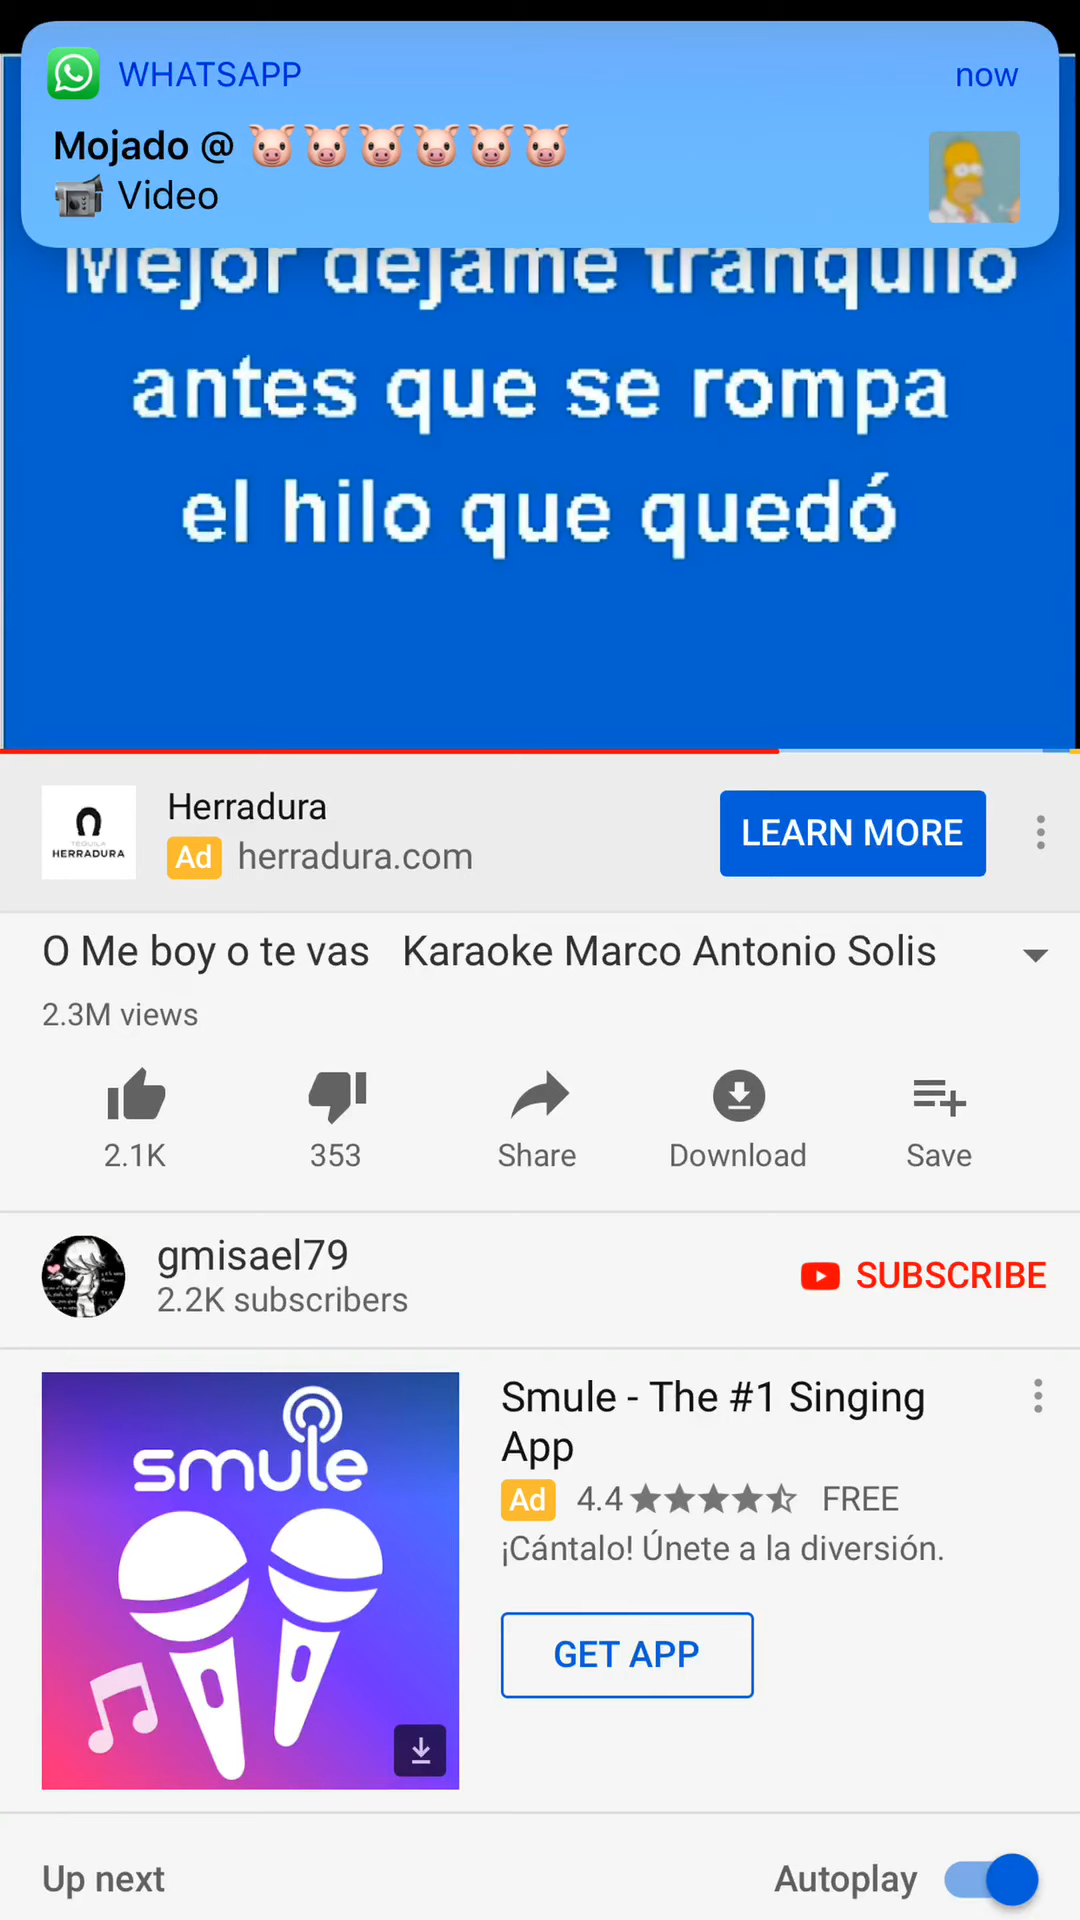 WHATSAPP now
Mojado @ 🐷🐷🐷🐷🐷🐷
Video
Mejor déjame tranquilo
antes que se rompa
el hilo que quedó
TEQUILA
HERRADURA
Herradura
Ad herradura.com
LEARN MORE
O Me boy o te vas Karaoke Marco Antonio Solis
2.3M views
2.1K 353 Share Download Save
gmisael79
2.2K subscribers
SUBSCRIBE
smule
Smule - The #1 Singing
App
Ad 4.4 FREE
¡Cántalo! Únete a la diversión.
GET APP
Up next Autoplay